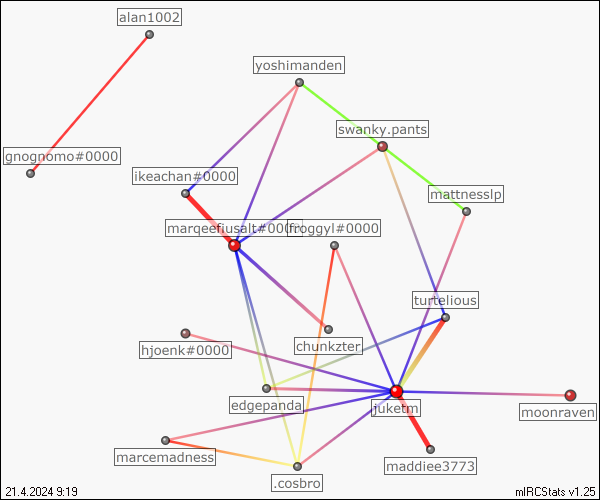 alan1002
yoshimanden
swanky.pants
gnognomo#0000
ikeachan#0000
mattnesslp
marqeefiusalt#0000
froggyl#0000
turtelious
chunkzter
hjoenk#0000
edgepanda
juketm
moonraven
marcemadness
maddiee3773
.cosbro
21.4.2024 9:19
mIRCStats v1.25